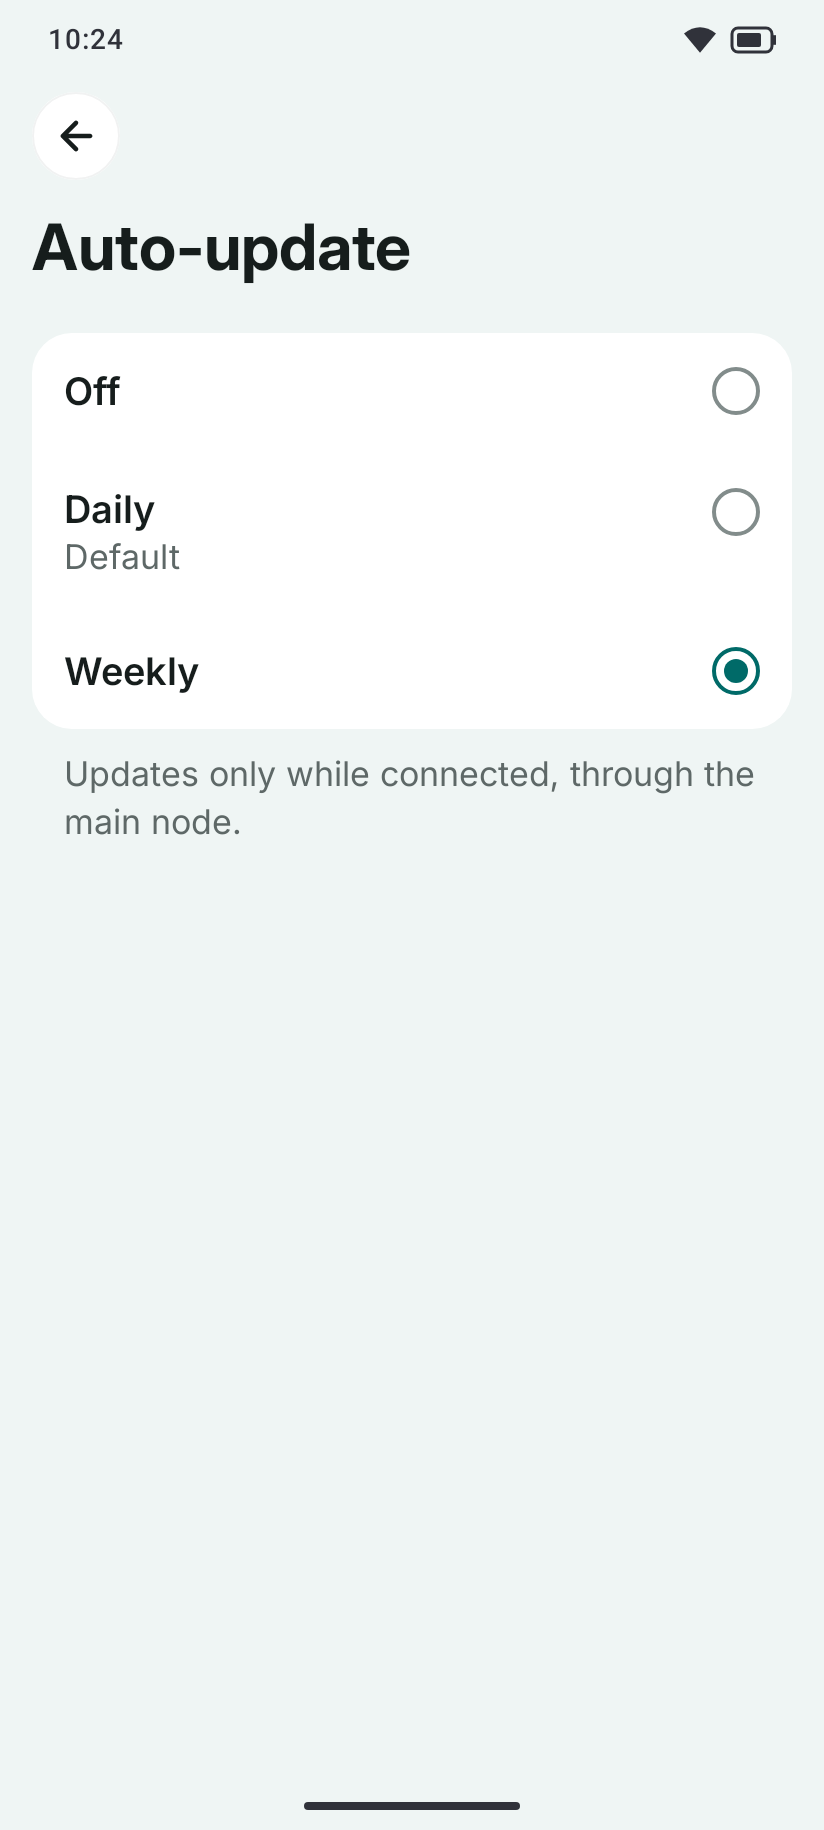 10:24
Auto-update
Off
Daily
Default
Weekly
Updates only while connected, through the
main node.